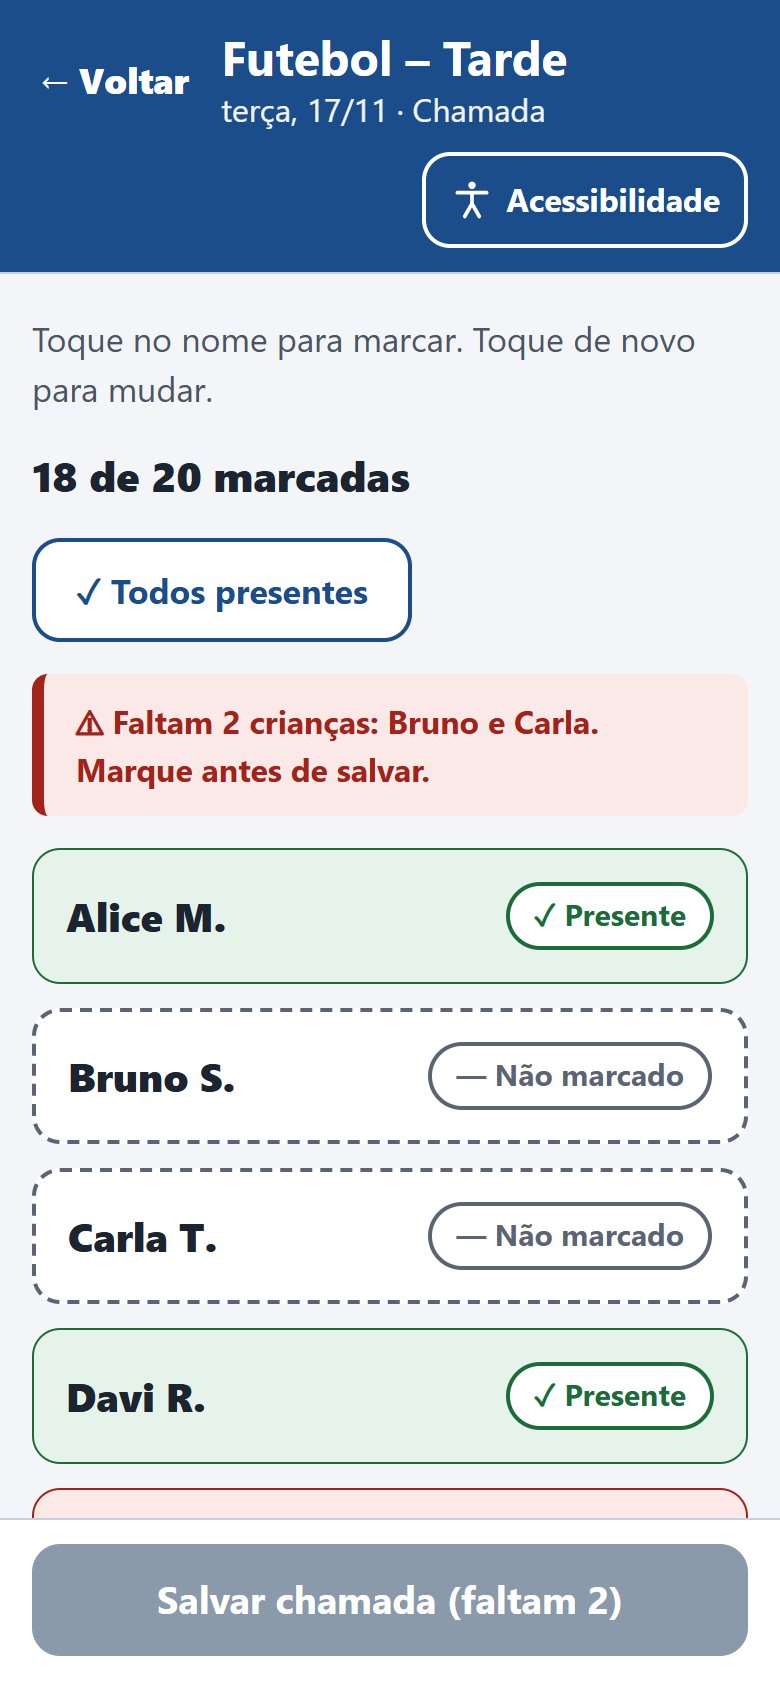 ← Voltar
Futebol – Tarde
terça, 17/11 · Chamada
Acessibilidade
Toque no nome para marcar. Toque de novo
para mudar.
18 de 20 marcadas
✓ Todos presentes
⚠ Faltam 2 crianças: Bruno e Carla.
Marque antes de salvar.
Alice M.
✓ Presente
Bruno S.
— Não marcado
Carla T.
— Não marcado
Davi R.
✓ Presente
Salvar chamada (faltam 2)